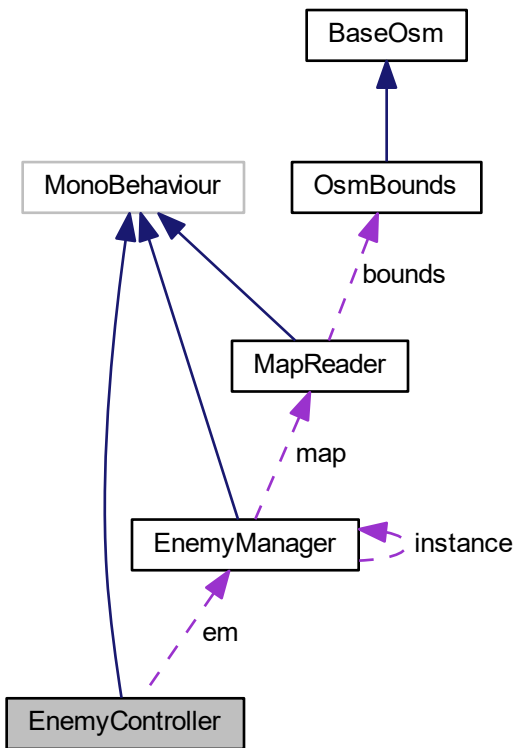 BaseOsm
MonoBehaviour
OsmBounds
bounds
MapReader
map
EnemyManager
instance
em
EnemyController